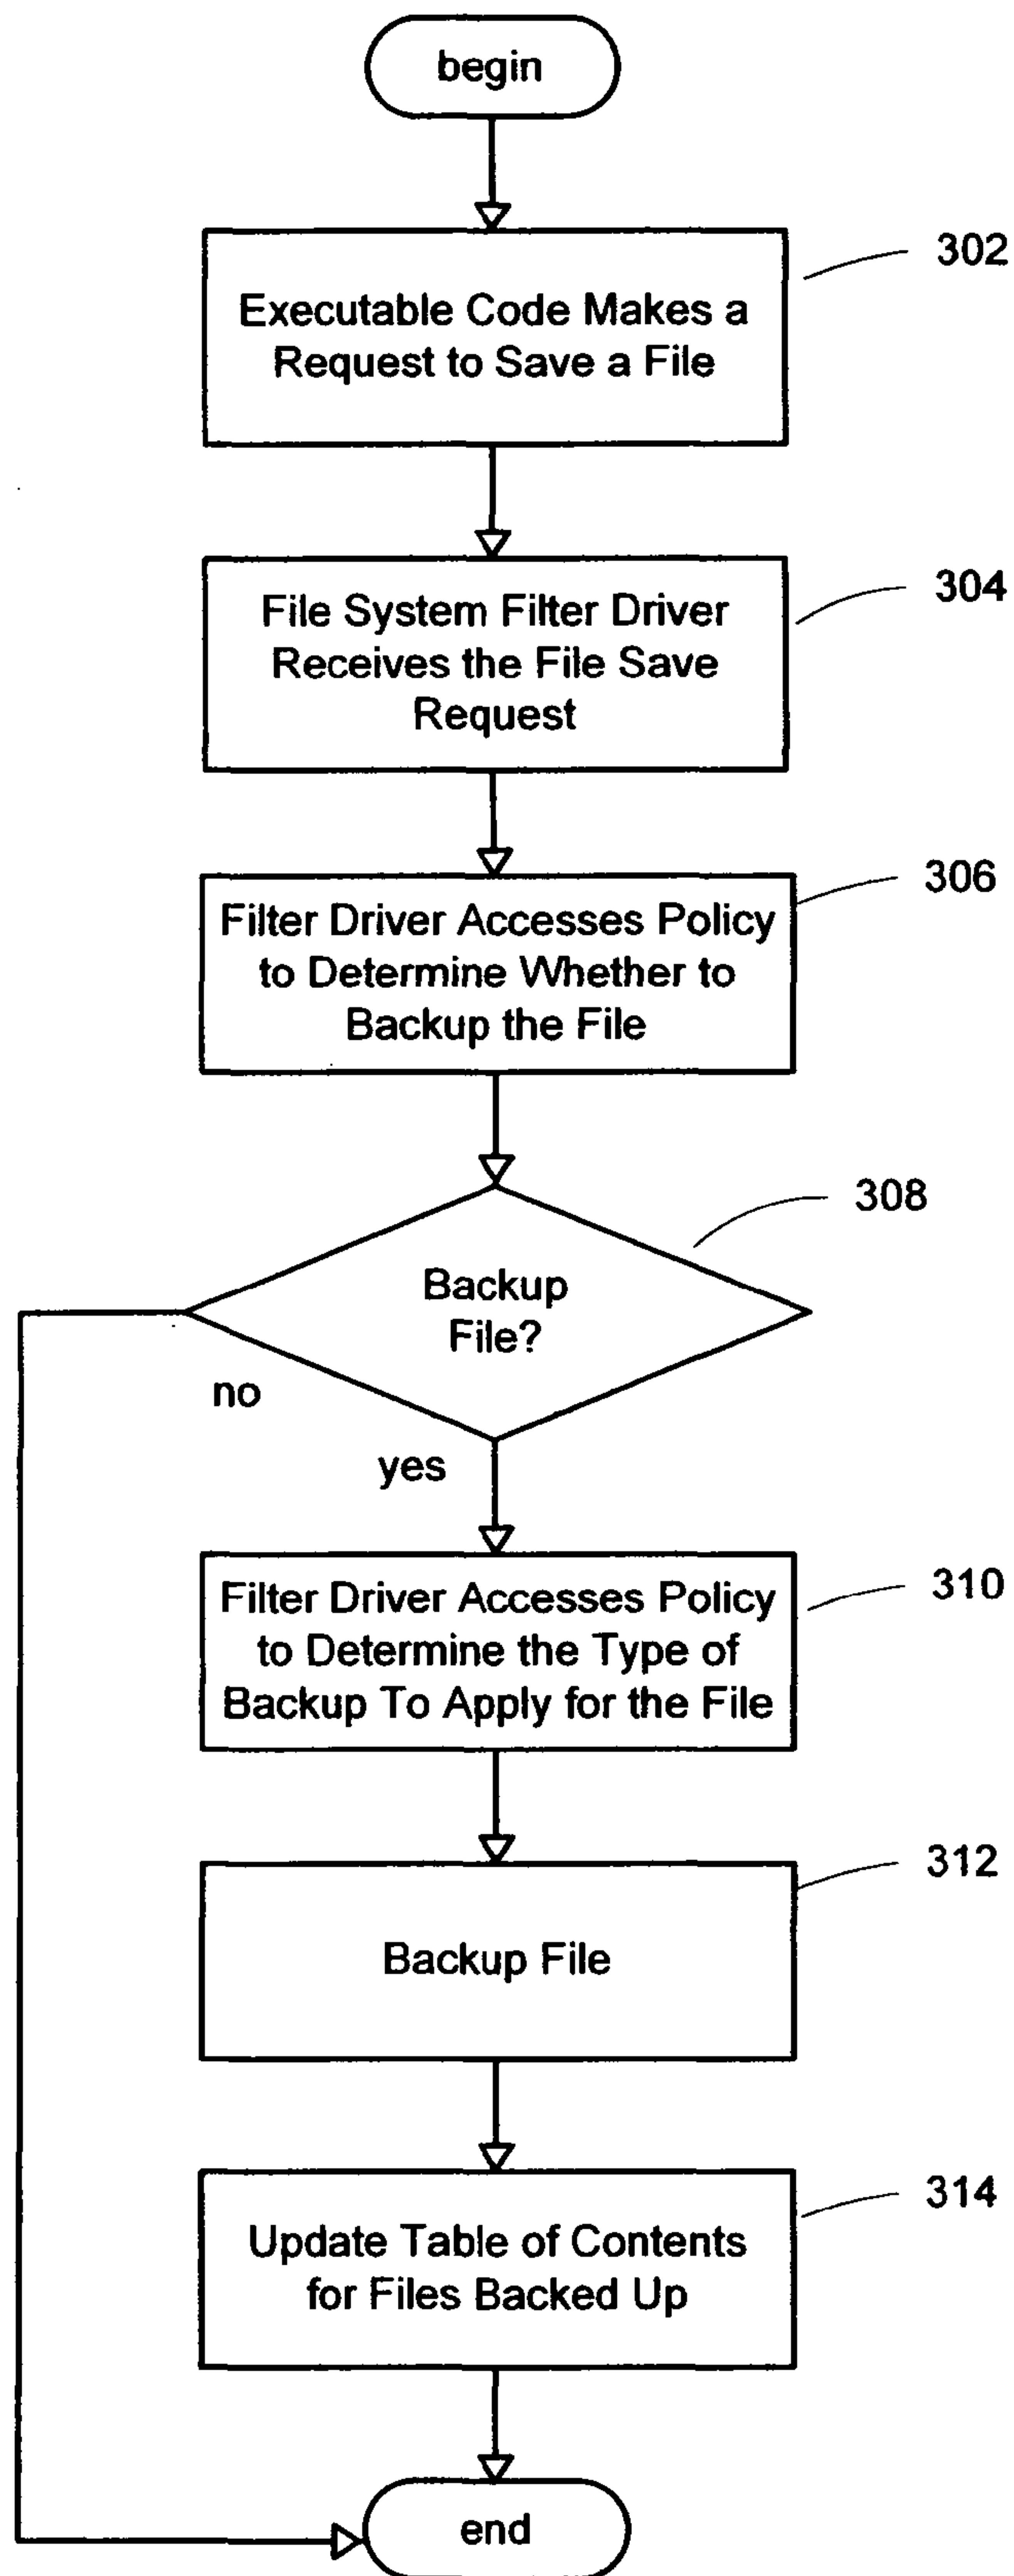 begin
302
Executable Code Makes a
Request to Save a File
304
File System Filter Driver
Receives the File Save
Request
306
Filter Driver Accesses Policy
to Determine Whether to
Backup the File
308
Backup
File?
no
yes
310
Filter Driver Accesses Policy
to Determine the Type of
Backup To Apply for the File
312
Backup File
314
Update Table of Contents
for Files Backed Up
end